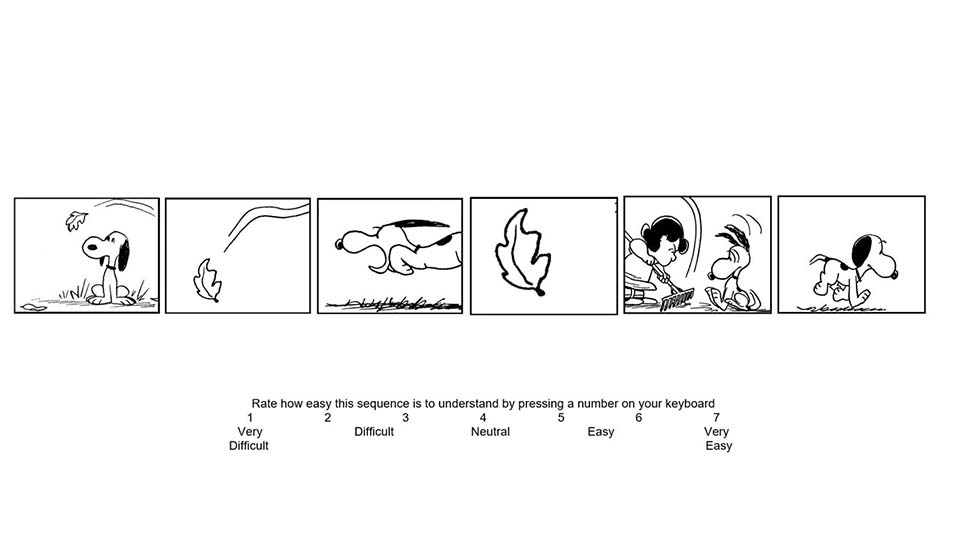 Rate how easy this sequence is to understand by pressing a number on your keyboard
1 2 3 4 5 6 7
Very Difficult Neutral Easy Very
Difficult Easy